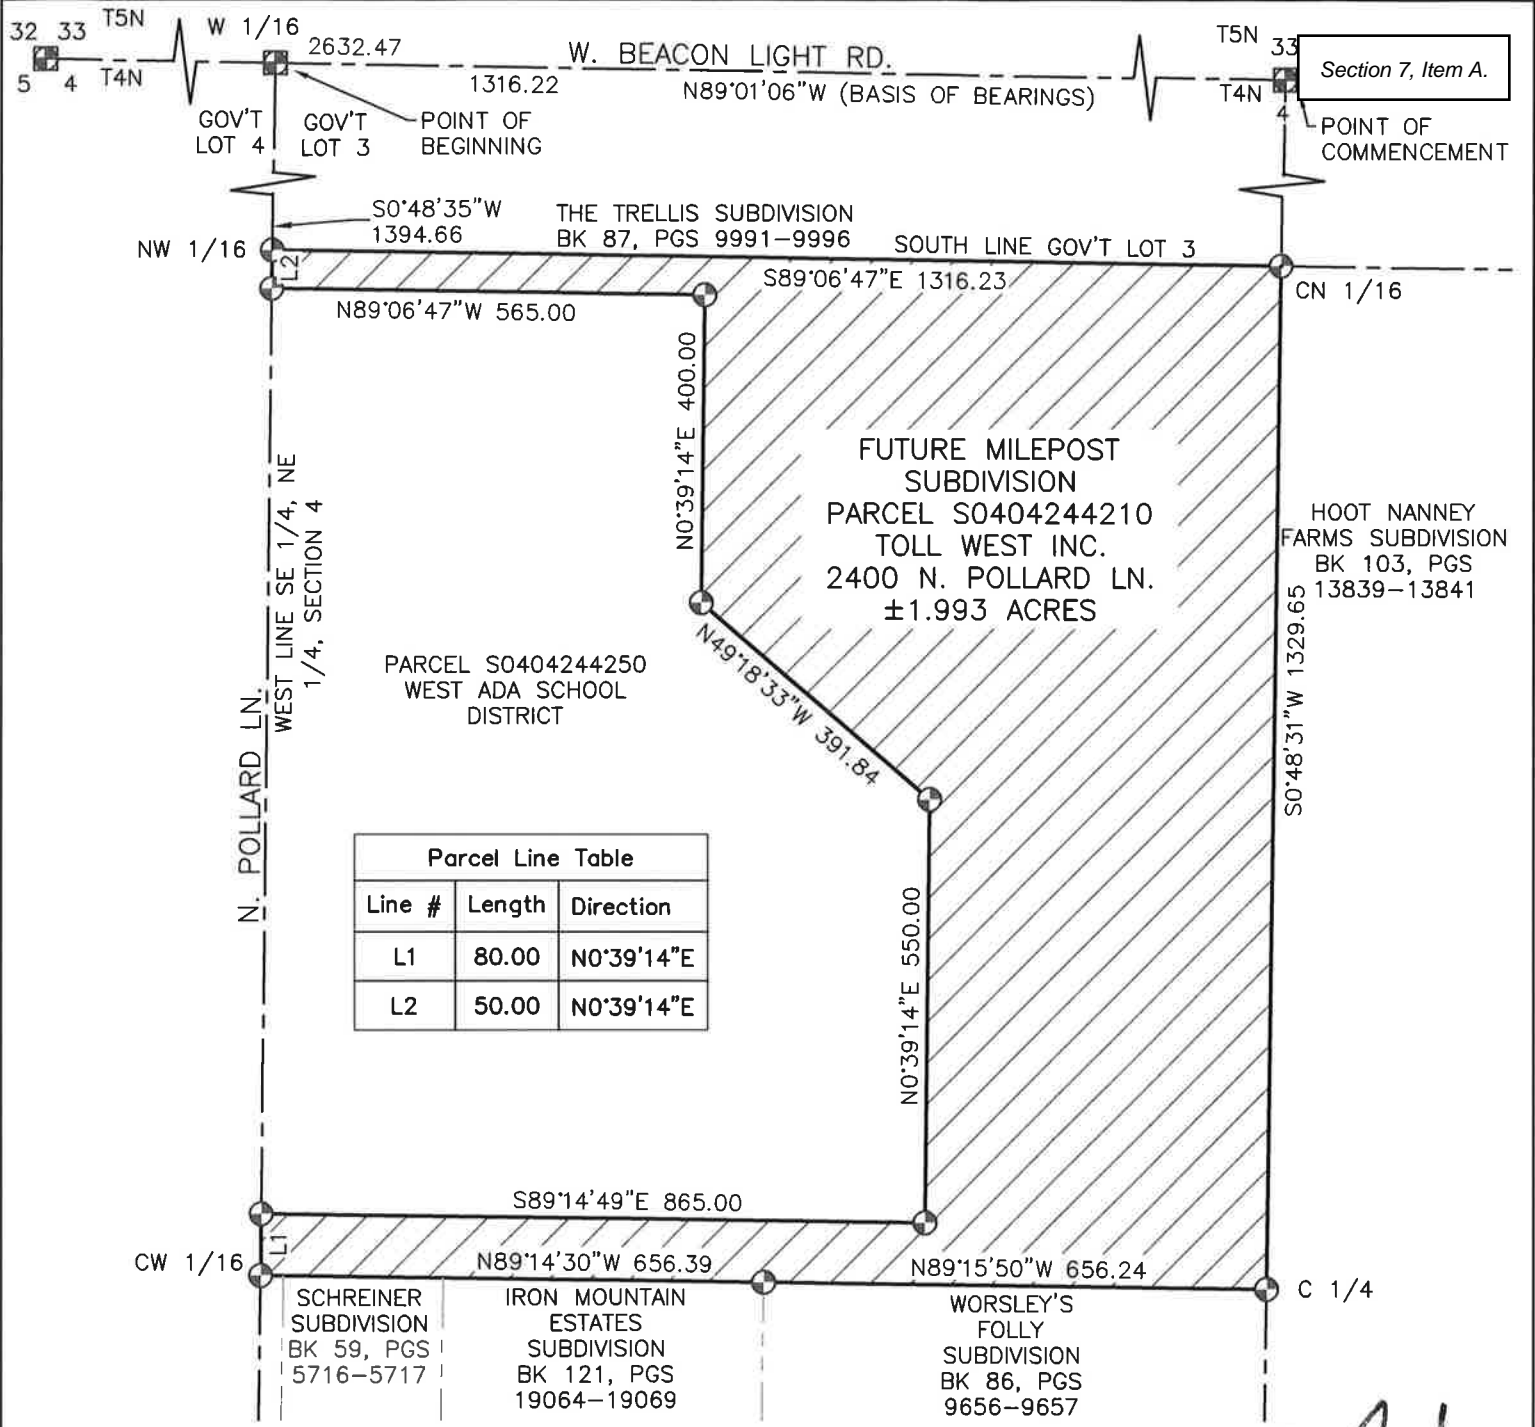 32 33 T5N
5 4 T4N
W 1/16
2632.47
1316.22
W. BEACON LIGHT RD.
N89°01'06"W (BASIS OF BEARINGS)
T5N 33
T4N
4
Section 7, Item A.
POINT OF
COMMENCEMENT
GOV'T
LOT 4
GOV'T
LOT 3
POINT OF
BEGINNING
S0°48'35"W
1394.66
THE TRELLIS SUBDIVISION
BK 87, PGS 9991-9996
SOUTH LINE GOV'T LOT 3
NW 1/16
L2
S89°06'47"E 1316.23
CN 1/16
N89°06'47"W 565.00
N0°39'14"E 400.00
FUTURE MILEPOST
SUBDIVISION
PARCEL S0404244210
TOLL WEST INC.
2400 N. POLLARD LN.
±1.993 ACRES
HOOT NANNEY
FARMS SUBDIVISION
BK 103, PGS
13839-13841
S0°48'31"W 1329.65
WEST LINE SE 1/4, NE
1/4, SECTION 4
N. POLLARD LN.
PARCEL S0404244250
WEST ADA SCHOOL
DISTRICT
N49°18'33"W 391.84
Parcel Line Table
Line # Length Direction
L1 80.00 N0°39'14"E
L2 50.00 N0°39'14"E
N0°39'14"E 550.00
S89°14'49"E 865.00
L1
CW 1/16
N89°14'30"W 656.39
N89°15'50"W 656.24
C 1/4
SCHREINER
SUBDIVISION
BK 59, PGS
5716-5717
IRON MOUNTAIN
ESTATES
SUBDIVISION
BK 121, PGS
19064-19069
WORSLEY'S
FOLLY
SUBDIVISION
BK 86, PGS
9656-9657